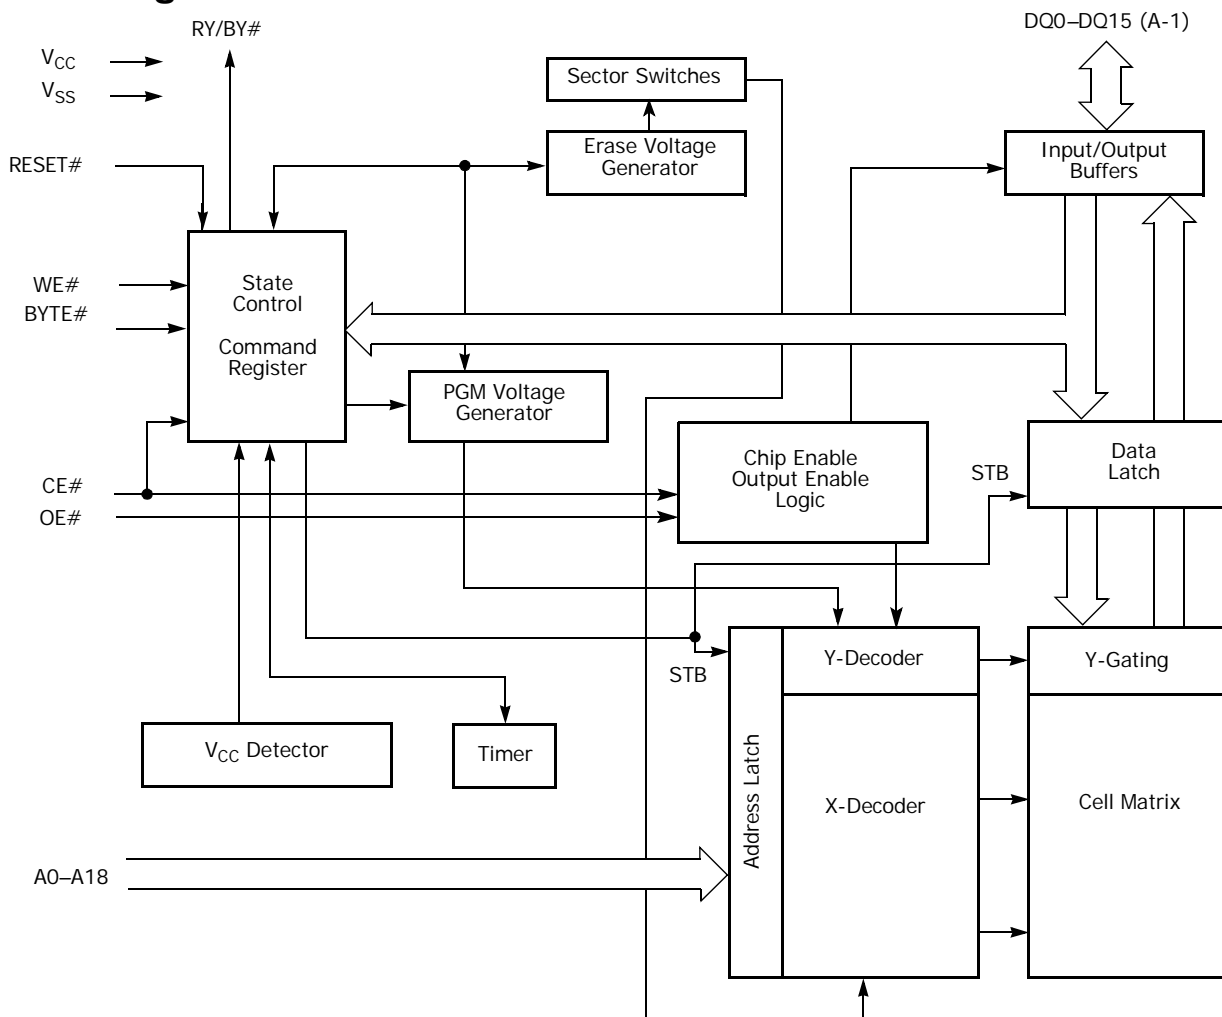 RY/BY#
DQ0–DQ15 (A-1)
VCC
VSS
Sector Switches
Erase Voltage
Generator
Input/Output
Buffers
RESET#
WE#
BYTE#
State
Control
Command
Register
PGM Voltage
Generator
Chip Enable
Output Enable
Logic
STB
Data
Latch
CE#
OE#
STB
Y-Decoder
Y-Gating
VCC Detector
Timer
Address Latch
X-Decoder
Cell Matrix
A0–A18